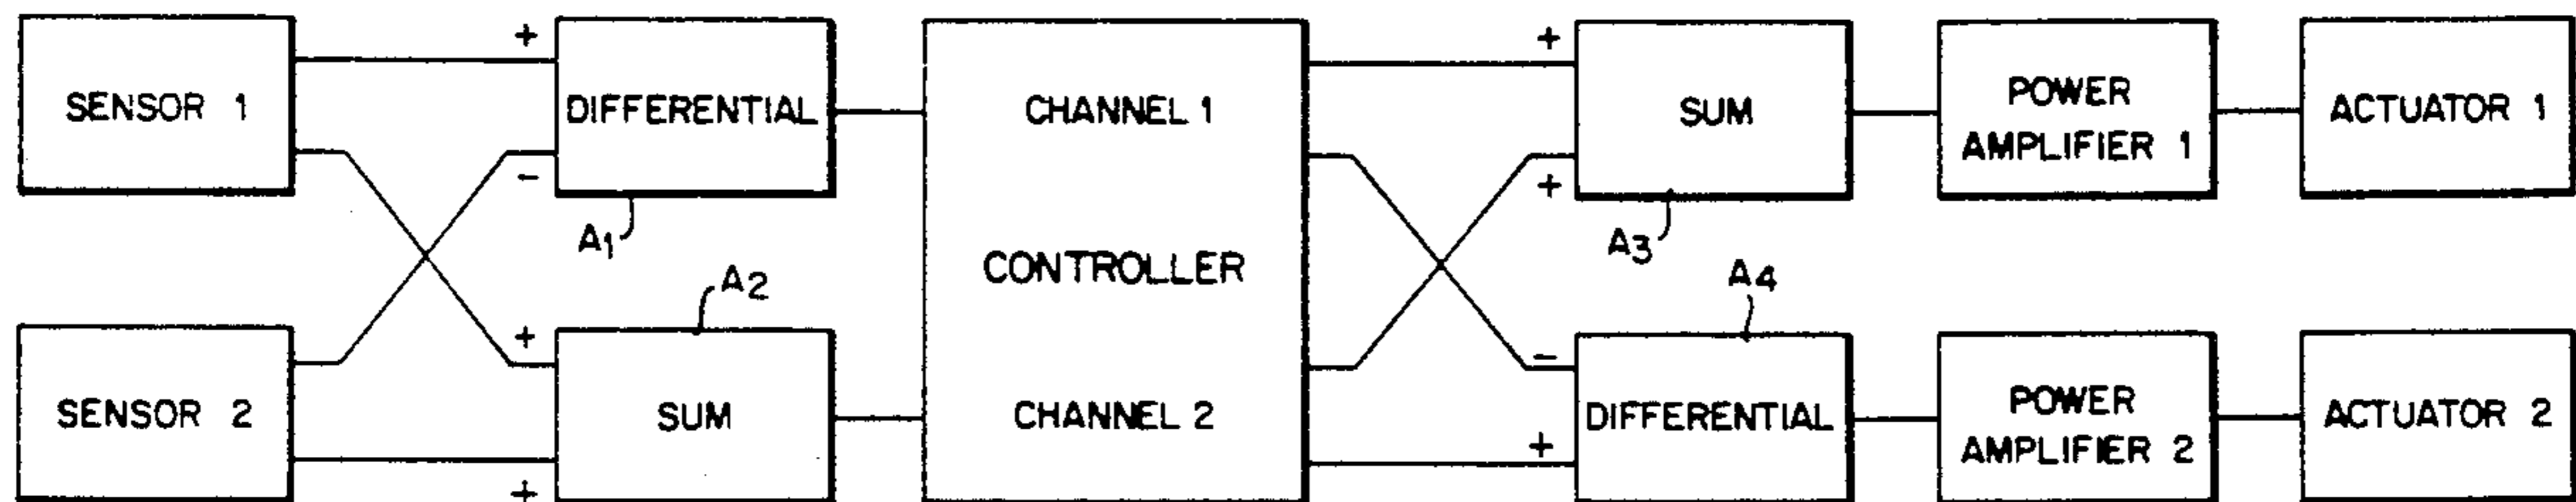 +
SENSOR 1
DIFFERENTIAL
−
A1
SENSOR 2
+
SUM
+
A2
CHANNEL 1
CONTROLLER
CHANNEL 2
+
SUM
+
A3
POWER
AMPLIFIER 1
ACTUATOR 1
A4
−
DIFFERENTIAL
+
POWER
AMPLIFIER 2
ACTUATOR 2